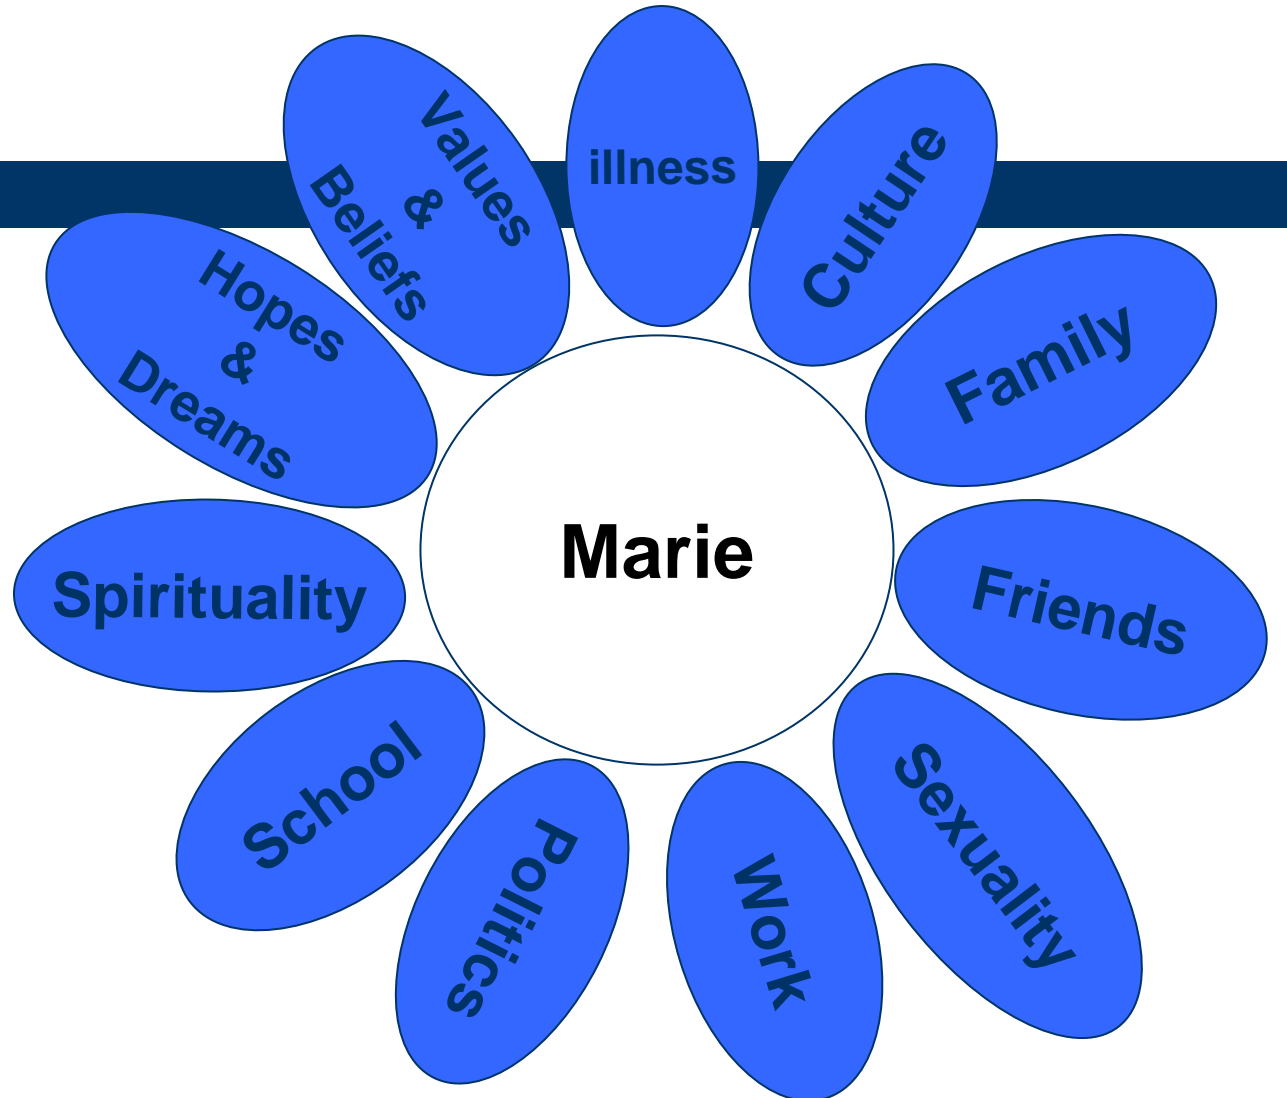 illness
Culture
Family
Friends
Sexuality
Work
Politics
School
Spirituality
Hopes
&
Dreams
Values
&
Beliefs
Marie